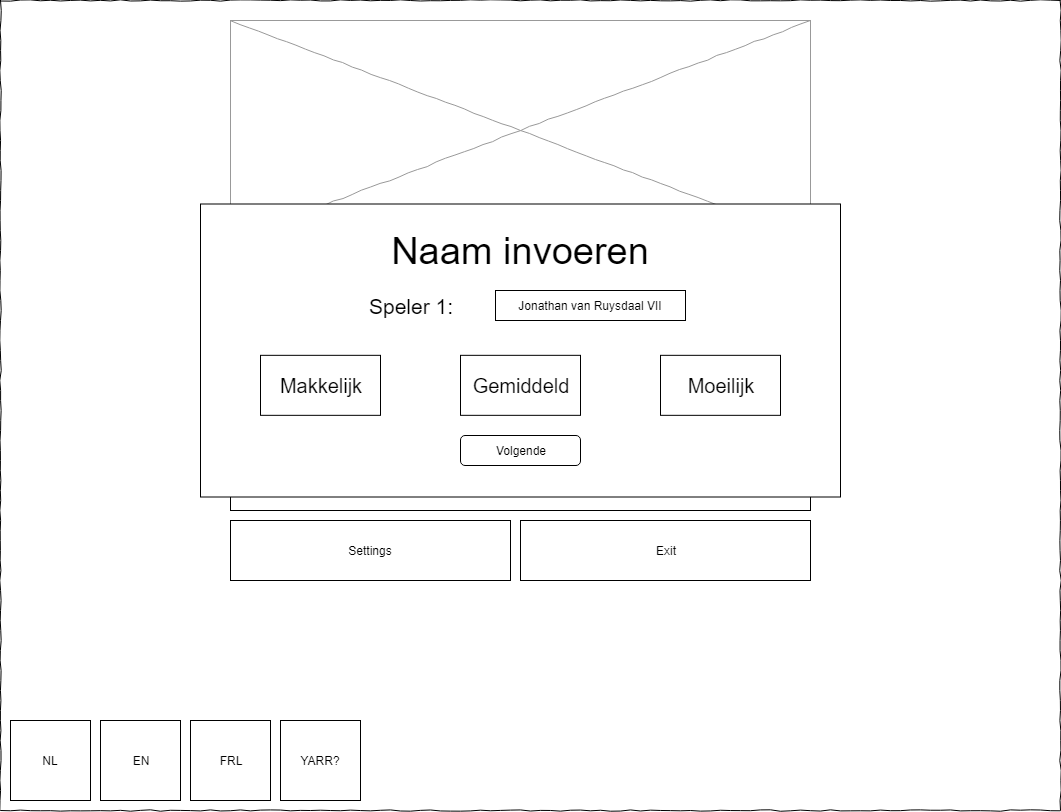 Naam invoeren
Speler 1:
Jonathan van Ruysdaal VII
Makkelijk
Gemiddeld
Moeilijk
Volgende
Settings
Exit
NL
EN
FRL
YARR?